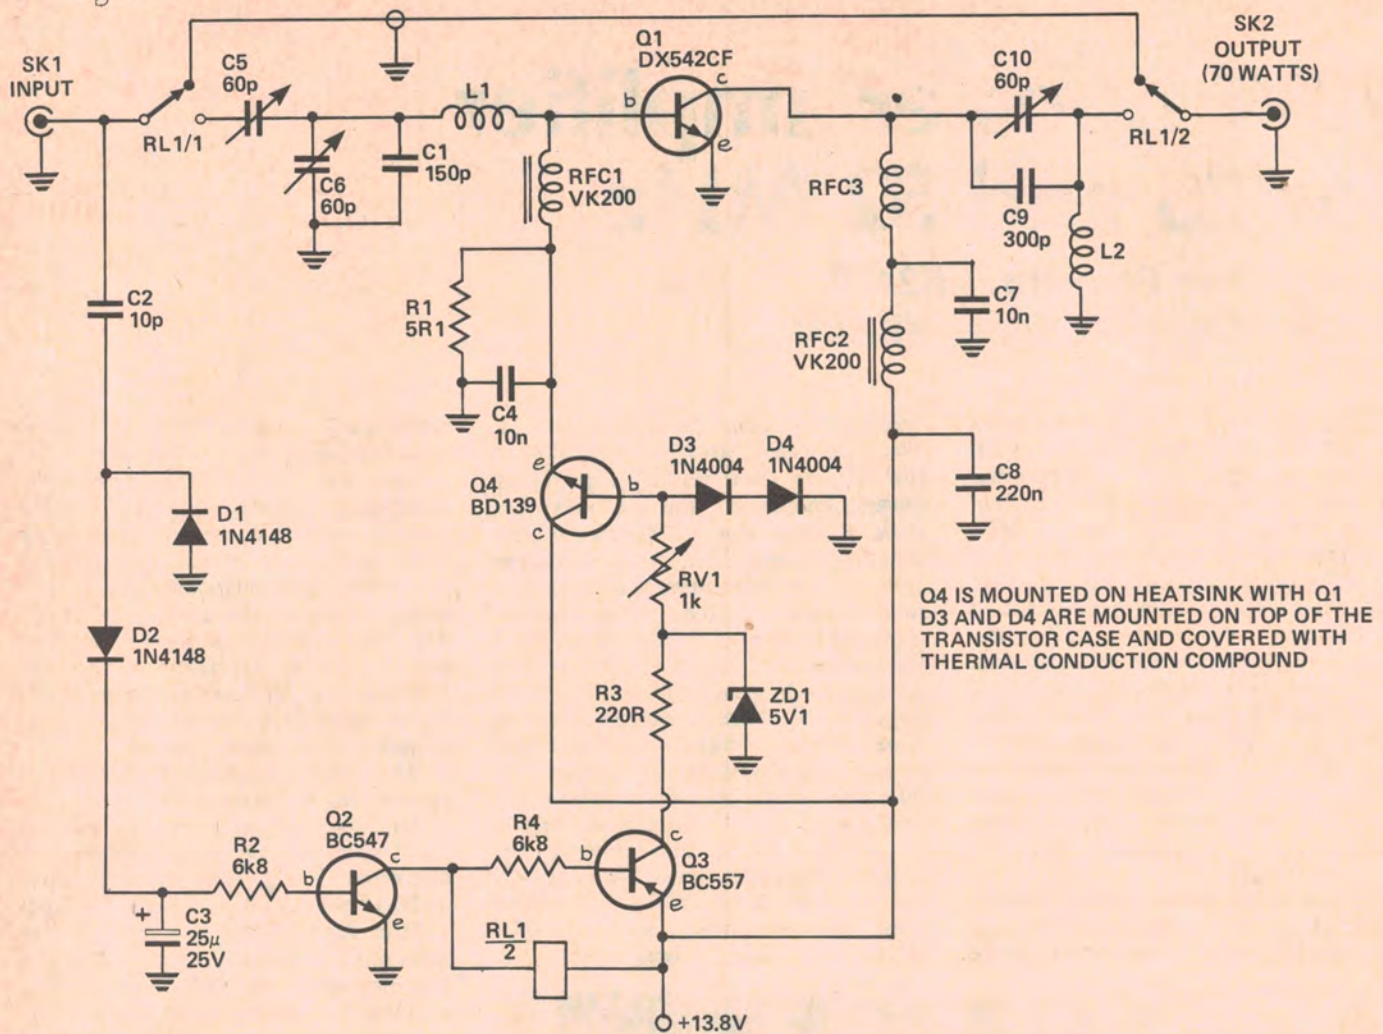 SK1
INPUT
C5
60p
RL1/1
C6
60p
C1
150p
L1
Q1
DX542CF
b
c
e
RFC1
VK200
SK2
OUTPUT
(70 WATTS)
C10
60p
RL1/2
RFC3
C9
300p
L2
C7
10n
RFC2
VK200
C8
220n
C2
10p
R1
5R1
C4
10n
D1
1N4148
D2
1N4148
Q4
BD139
e
b
c
D3
1N4004
D4
1N4004
RV1
1k
R3
220R
ZD1
5V1
Q4 IS MOUNTED ON HEATSINK WITH Q1
D3 AND D4 ARE MOUNTED ON TOP OF THE
TRANSISTOR CASE AND COVERED WITH
THERMAL CONDUCTION COMPOUND
R2
6k8
Q2
BC547
b
c
e
R4
6k8
b
c
e
Q3
BC557
+
C3
25µ
25V
RL1
2
+13.8V